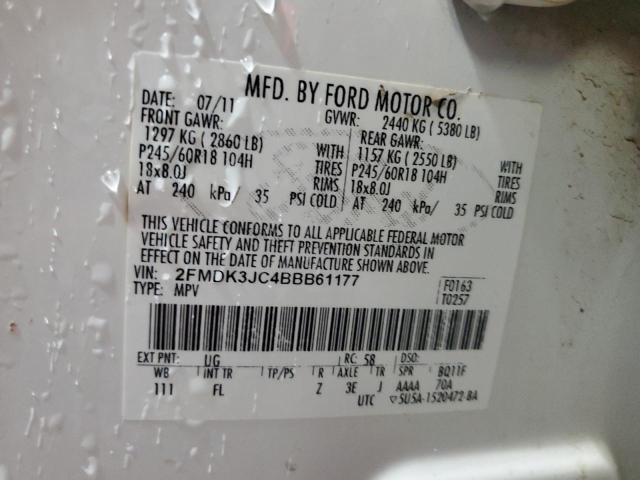 MFD. BY FORD MOTOR CO.
DATE: 07/11 GVWR: 2440 KG ( 5380 LB)
FRONT GAWR: REAR GAWR:
1297 KG ( 2860 LB) WITH 1157 KG ( 2550 LB) WITH
P245/60R18 104H TIRES P245/60R18 104H TIRES
18x8.0J RIMS 18x8.0J RIMS
AT 240 kPa/ 35 PSI COLD AT 240 kPa/ 35 PSI COLD
THIS VEHICLE CONFORMS TO ALL APPLICABLE FEDERAL MOTOR
VEHICLE SAFETY AND THEFT PREVENTION STANDARDS IN
EFFECT ON THE DATE OF MANUFACTURE SHOWN ABOVE.
VIN: 2FMDK3JC4BBB61177 F0163
TYPE: MPV T0257
EXT PNT: UG RC: 58 DSO:
WB INT TR TP/PS R AXLE TR SPR BQ11F
111 FL Z 3E J AAAA 70A
UTC ▽5U5A-1520472-BA